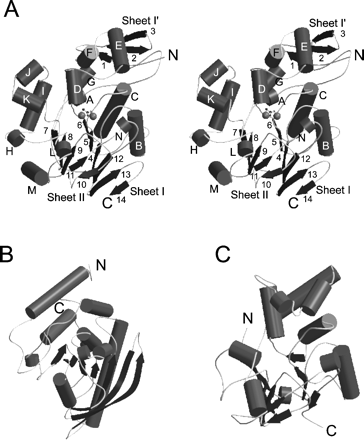 A
Sheet I' Sheet I'
3 3
F E N F E N
1 2 1 2
J G J G
D D
K I A C K I A C
6 6
7 8 5 N B 7 8 5 N B
H L 9 4 12 H L 9 4 12
M 11 10 13 M 11 10 13
Sheet II Sheet I Sheet II Sheet I
C 14 C 14
B C
N
C N
C